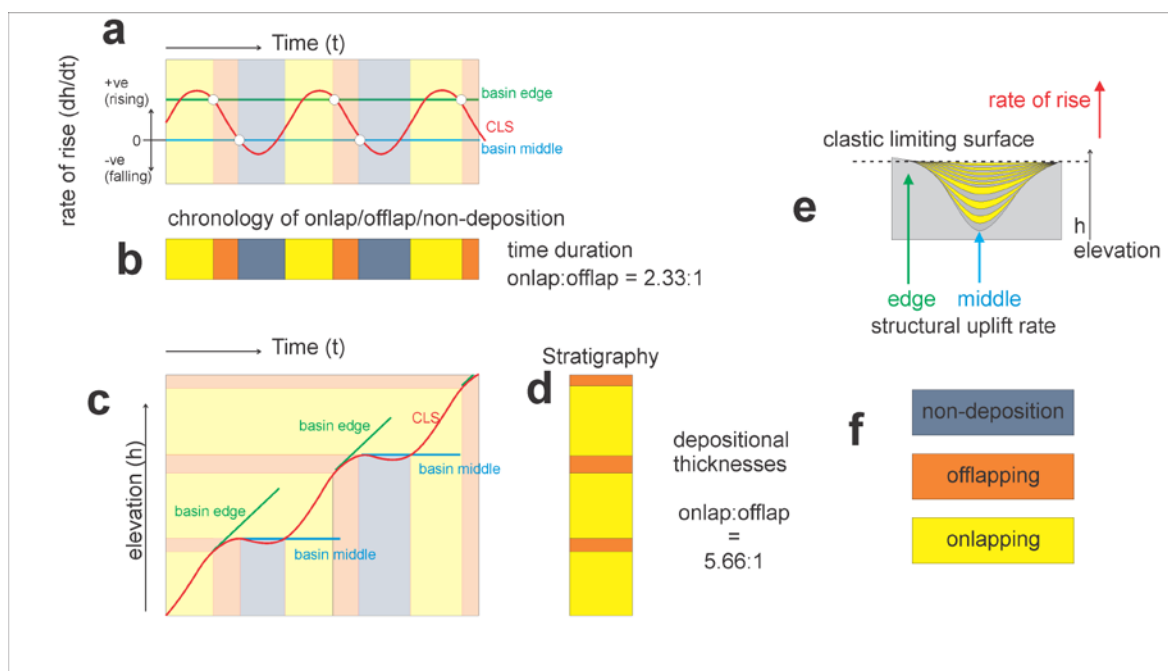 a
Time (t)
rate of rise (dh/dt)
+ve
(rising)
0
-ve
(falling)
basin edge
CLS
basin middle
chronology of onlap/offlap/non-deposition
b
time duration
onlap:offlap = 2.33:1
Time (t)
c
elevation (h)
basin edge
basin middle
basin edge
CLS
basin middle
Stratigraphy
d
depositional
thicknesses
onlap:offlap
=
5.66:1
rate of rise
clastic limiting surface
e
h
elevation
edge
middle
structural uplift rate
f
non-deposition
offlapping
onlapping